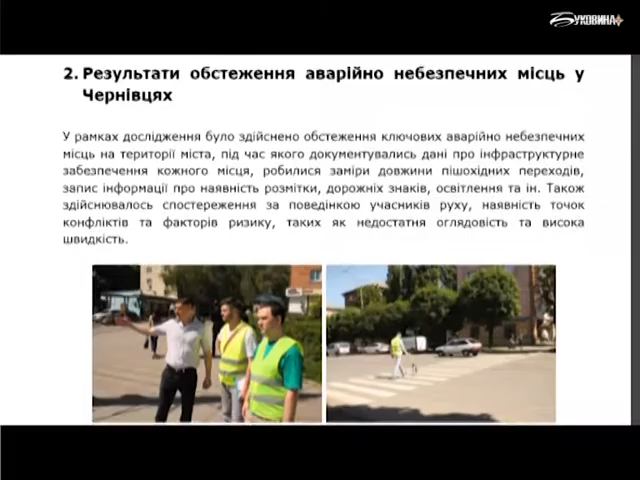 БУКОВИНА
2. Результати обстеження аварійно небезпечних місць у
Чернівцях
У рамках дослідження було здійснено обстеження ключових аварійно небезпечних
місць на території міста, під час якого документувались дані про інфраструктурне
забезпечення кожного місця, робилися заміри довжини пішохідних переходів,
запис інформації про наявність розмітки, дорожніх знаків, освітлення та ін. Також
здійснювалось спостереження за поведінкою учасників руху, наявність точок
конфліктів та факторів ризику, таких як недостатня оглядовість та висока
швидкість.